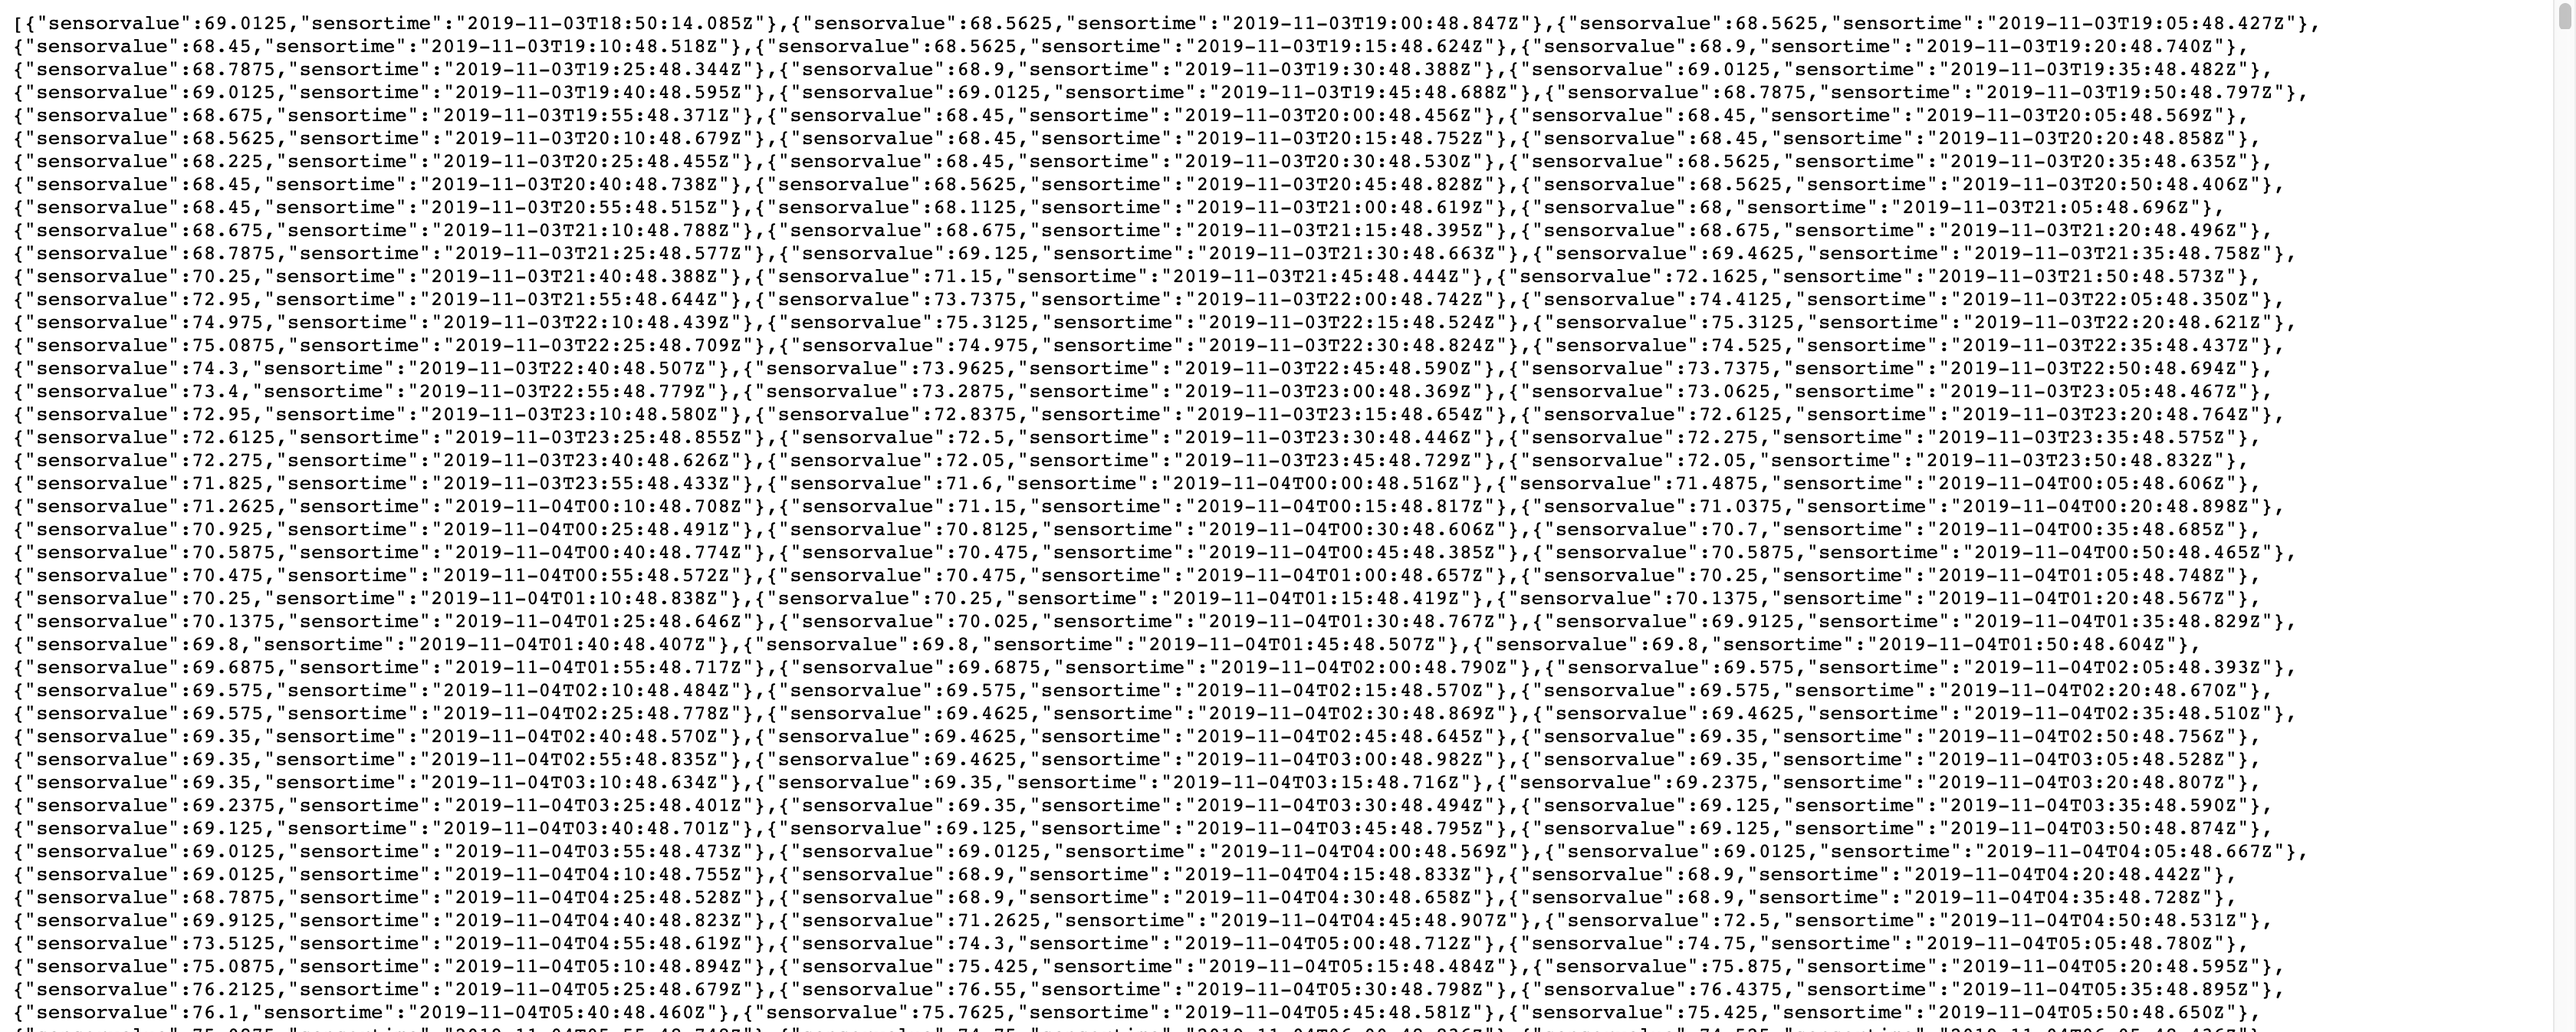 [{"sensorvalue":69.0125,"sensortime":"2019-11-03T18:50:14.085Z"},{"sensorvalue":68.5625,"sensortime":"2019-11-03T19:00:48.847Z"},{"sensorvalue":68.5625,"sensortime":"2019-11-03T19:05:48.427Z"},
{"sensorvalue":68.45,"sensortime":"2019-11-03T19:10:48.518Z"},{"sensorvalue":68.5625,"sensortime":"2019-11-03T19:15:48.624Z"},{"sensorvalue":68.9,"sensortime":"2019-11-03T19:20:48.740Z"},
{"sensorvalue":68.7875,"sensortime":"2019-11-03T19:25:48.344Z"},{"sensorvalue":68.9,"sensortime":"2019-11-03T19:30:48.388Z"},{"sensorvalue":69.0125,"sensortime":"2019-11-03T19:35:48.482Z"},
{"sensorvalue":69.0125,"sensortime":"2019-11-03T19:40:48.595Z"},{"sensorvalue":69.0125,"sensortime":"2019-11-03T19:45:48.688Z"},{"sensorvalue":68.7875,"sensortime":"2019-11-03T19:50:48.797Z"},
{"sensorvalue":68.675,"sensortime":"2019-11-03T19:55:48.371Z"},{"sensorvalue":68.45,"sensortime":"2019-11-03T20:00:48.456Z"},{"sensorvalue":68.45,"sensortime":"2019-11-03T20:05:48.569Z"},
{"sensorvalue":68.5625,"sensortime":"2019-11-03T20:10:48.679Z"},{"sensorvalue":68.45,"sensortime":"2019-11-03T20:15:48.752Z"},{"sensorvalue":68.45,"sensortime":"2019-11-03T20:20:48.858Z"},
{"sensorvalue":68.225,"sensortime":"2019-11-03T20:25:48.455Z"},{"sensorvalue":68.45,"sensortime":"2019-11-03T20:30:48.530Z"},{"sensorvalue":68.5625,"sensortime":"2019-11-03T20:35:48.635Z"},
{"sensorvalue":68.45,"sensortime":"2019-11-03T20:40:48.738Z"},{"sensorvalue":68.5625,"sensortime":"2019-11-03T20:45:48.828Z"},{"sensorvalue":68.5625,"sensortime":"2019-11-03T20:50:48.406Z"},
{"sensorvalue":68.45,"sensortime":"2019-11-03T20:55:48.515Z"},{"sensorvalue":68.1125,"sensortime":"2019-11-03T21:00:48.619Z"},{"sensorvalue":68,"sensortime":"2019-11-03T21:05:48.696Z"},
{"sensorvalue":68.675,"sensortime":"2019-11-03T21:10:48.788Z"},{"sensorvalue":68.675,"sensortime":"2019-11-03T21:15:48.395Z"},{"sensorvalue":68.675,"sensortime":"2019-11-03T21:20:48.496Z"},
{"sensorvalue":68.7875,"sensortime":"2019-11-03T21:25:48.577Z"},{"sensorvalue":69.125,"sensortime":"2019-11-03T21:30:48.663Z"},{"sensorvalue":69.4625,"sensortime":"2019-11-03T21:35:48.758Z"},
{"sensorvalue":70.25,"sensortime":"2019-11-03T21:40:48.388Z"},{"sensorvalue":71.15,"sensortime":"2019-11-03T21:45:48.444Z"},{"sensorvalue":72.1625,"sensortime":"2019-11-03T21:50:48.573Z"},
{"sensorvalue":72.95,"sensortime":"2019-11-03T21:55:48.644Z"},{"sensorvalue":73.7375,"sensortime":"2019-11-03T22:00:48.742Z"},{"sensorvalue":74.4125,"sensortime":"2019-11-03T22:05:48.350Z"},
{"sensorvalue":74.975,"sensortime":"2019-11-03T22:10:48.439Z"},{"sensorvalue":75.3125,"sensortime":"2019-11-03T22:15:48.524Z"},{"sensorvalue":75.3125,"sensortime":"2019-11-03T22:20:48.621Z"},
{"sensorvalue":75.0875,"sensortime":"2019-11-03T22:25:48.709Z"},{"sensorvalue":74.975,"sensortime":"2019-11-03T22:30:48.824Z"},{"sensorvalue":74.525,"sensortime":"2019-11-03T22:35:48.437Z"},
{"sensorvalue":74.3,"sensortime":"2019-11-03T22:40:48.507Z"},{"sensorvalue":73.9625,"sensortime":"2019-11-03T22:45:48.590Z"},{"sensorvalue":73.7375,"sensortime":"2019-11-03T22:50:48.694Z"},
{"sensorvalue":73.4,"sensortime":"2019-11-03T22:55:48.779Z"},{"sensorvalue":73.2875,"sensortime":"2019-11-03T23:00:48.369Z"},{"sensorvalue":73.0625,"sensortime":"2019-11-03T23:05:48.467Z"},
{"sensorvalue":72.95,"sensortime":"2019-11-03T23:10:48.580Z"},{"sensorvalue":72.8375,"sensortime":"2019-11-03T23:15:48.654Z"},{"sensorvalue":72.6125,"sensortime":"2019-11-03T23:20:48.764Z"},
{"sensorvalue":72.6125,"sensortime":"2019-11-03T23:25:48.855Z"},{"sensorvalue":72.5,"sensortime":"2019-11-03T23:30:48.446Z"},{"sensorvalue":72.275,"sensortime":"2019-11-03T23:35:48.575Z"},
{"sensorvalue":72.275,"sensortime":"2019-11-03T23:40:48.626Z"},{"sensorvalue":72.05,"sensortime":"2019-11-03T23:45:48.729Z"},{"sensorvalue":72.05,"sensortime":"2019-11-03T23:50:48.832Z"},
{"sensorvalue":71.825,"sensortime":"2019-11-03T23:55:48.433Z"},{"sensorvalue":71.6,"sensortime":"2019-11-04T00:00:48.516Z"},{"sensorvalue":71.4875,"sensortime":"2019-11-04T00:05:48.606Z"},
{"sensorvalue":71.2625,"sensortime":"2019-11-04T00:10:48.708Z"},{"sensorvalue":71.15,"sensortime":"2019-11-04T00:15:48.817Z"},{"sensorvalue":71.0375,"sensortime":"2019-11-04T00:20:48.898Z"},
{"sensorvalue":70.925,"sensortime":"2019-11-04T00:25:48.491Z"},{"sensorvalue":70.8125,"sensortime":"2019-11-04T00:30:48.606Z"},{"sensorvalue":70.7,"sensortime":"2019-11-04T00:35:48.685Z"},
{"sensorvalue":70.5875,"sensortime":"2019-11-04T00:40:48.774Z"},{"sensorvalue":70.475,"sensortime":"2019-11-04T00:45:48.385Z"},{"sensorvalue":70.5875,"sensortime":"2019-11-04T00:50:48.465Z"},
{"sensorvalue":70.475,"sensortime":"2019-11-04T00:55:48.572Z"},{"sensorvalue":70.475,"sensortime":"2019-11-04T01:00:48.657Z"},{"sensorvalue":70.25,"sensortime":"2019-11-04T01:05:48.748Z"},
{"sensorvalue":70.25,"sensortime":"2019-11-04T01:10:48.838Z"},{"sensorvalue":70.25,"sensortime":"2019-11-04T01:15:48.419Z"},{"sensorvalue":70.1375,"sensortime":"2019-11-04T01:20:48.567Z"},
{"sensorvalue":70.1375,"sensortime":"2019-11-04T01:25:48.646Z"},{"sensorvalue":70.025,"sensortime":"2019-11-04T01:30:48.767Z"},{"sensorvalue":69.9125,"sensortime":"2019-11-04T01:35:48.829Z"},
{"sensorvalue":69.8,"sensortime":"2019-11-04T01:40:48.407Z"},{"sensorvalue":69.8,"sensortime":"2019-11-04T01:45:48.507Z"},{"sensorvalue":69.8,"sensortime":"2019-11-04T01:50:48.604Z"},
{"sensorvalue":69.6875,"sensortime":"2019-11-04T01:55:48.717Z"},{"sensorvalue":69.6875,"sensortime":"2019-11-04T02:00:48.790Z"},{"sensorvalue":69.575,"sensortime":"2019-11-04T02:05:48.393Z"},
{"sensorvalue":69.575,"sensortime":"2019-11-04T02:10:48.484Z"},{"sensorvalue":69.575,"sensortime":"2019-11-04T02:15:48.570Z"},{"sensorvalue":69.575,"sensortime":"2019-11-04T02:20:48.670Z"},
{"sensorvalue":69.575,"sensortime":"2019-11-04T02:25:48.778Z"},{"sensorvalue":69.4625,"sensortime":"2019-11-04T02:30:48.869Z"},{"sensorvalue":69.4625,"sensortime":"2019-11-04T02:35:48.510Z"},
{"sensorvalue":69.35,"sensortime":"2019-11-04T02:40:48.570Z"},{"sensorvalue":69.4625,"sensortime":"2019-11-04T02:45:48.645Z"},{"sensorvalue":69.35,"sensortime":"2019-11-04T02:50:48.756Z"},
{"sensorvalue":69.35,"sensortime":"2019-11-04T02:55:48.835Z"},{"sensorvalue":69.4625,"sensortime":"2019-11-04T03:00:48.982Z"},{"sensorvalue":69.35,"sensortime":"2019-11-04T03:05:48.528Z"},
{"sensorvalue":69.35,"sensortime":"2019-11-04T03:10:48.634Z"},{"sensorvalue":69.35,"sensortime":"2019-11-04T03:15:48.716Z"},{"sensorvalue":69.2375,"sensortime":"2019-11-04T03:20:48.807Z"},
{"sensorvalue":69.2375,"sensortime":"2019-11-04T03:25:48.401Z"},{"sensorvalue":69.35,"sensortime":"2019-11-04T03:30:48.494Z"},{"sensorvalue":69.125,"sensortime":"2019-11-04T03:35:48.590Z"},
{"sensorvalue":69.125,"sensortime":"2019-11-04T03:40:48.701Z"},{"sensorvalue":69.125,"sensortime":"2019-11-04T03:45:48.795Z"},{"sensorvalue":69.125,"sensortime":"2019-11-04T03:50:48.874Z"},
{"sensorvalue":69.0125,"sensortime":"2019-11-04T03:55:48.473Z"},{"sensorvalue":69.0125,"sensortime":"2019-11-04T04:00:48.569Z"},{"sensorvalue":69.0125,"sensortime":"2019-11-04T04:05:48.667Z"},
{"sensorvalue":69.0125,"sensortime":"2019-11-04T04:10:48.755Z"},{"sensorvalue":68.9,"sensortime":"2019-11-04T04:15:48.833Z"},{"sensorvalue":68.9,"sensortime":"2019-11-04T04:20:48.442Z"},
{"sensorvalue":68.7875,"sensortime":"2019-11-04T04:25:48.528Z"},{"sensorvalue":68.9,"sensortime":"2019-11-04T04:30:48.658Z"},{"sensorvalue":68.9,"sensortime":"2019-11-04T04:35:48.728Z"},
{"sensorvalue":69.9125,"sensortime":"2019-11-04T04:40:48.823Z"},{"sensorvalue":71.2625,"sensortime":"2019-11-04T04:45:48.907Z"},{"sensorvalue":72.5,"sensortime":"2019-11-04T04:50:48.531Z"},
{"sensorvalue":73.5125,"sensortime":"2019-11-04T04:55:48.619Z"},{"sensorvalue":74.3,"sensortime":"2019-11-04T05:00:48.712Z"},{"sensorvalue":74.75,"sensortime":"2019-11-04T05:05:48.780Z"},
{"sensorvalue":75.0875,"sensortime":"2019-11-04T05:10:48.894Z"},{"sensorvalue":75.425,"sensortime":"2019-11-04T05:15:48.484Z"},{"sensorvalue":75.875,"sensortime":"2019-11-04T05:20:48.595Z"},
{"sensorvalue":76.2125,"sensortime":"2019-11-04T05:25:48.679Z"},{"sensorvalue":76.55,"sensortime":"2019-11-04T05:30:48.798Z"},{"sensorvalue":76.4375,"sensortime":"2019-11-04T05:35:48.895Z"},
{"sensorvalue":76.1,"sensortime":"2019-11-04T05:40:48.460Z"},{"sensorvalue":75.7625,"sensortime":"2019-11-04T05:45:48.581Z"},{"sensorvalue":75.425,"sensortime":"2019-11-04T05:50:48.650Z"},